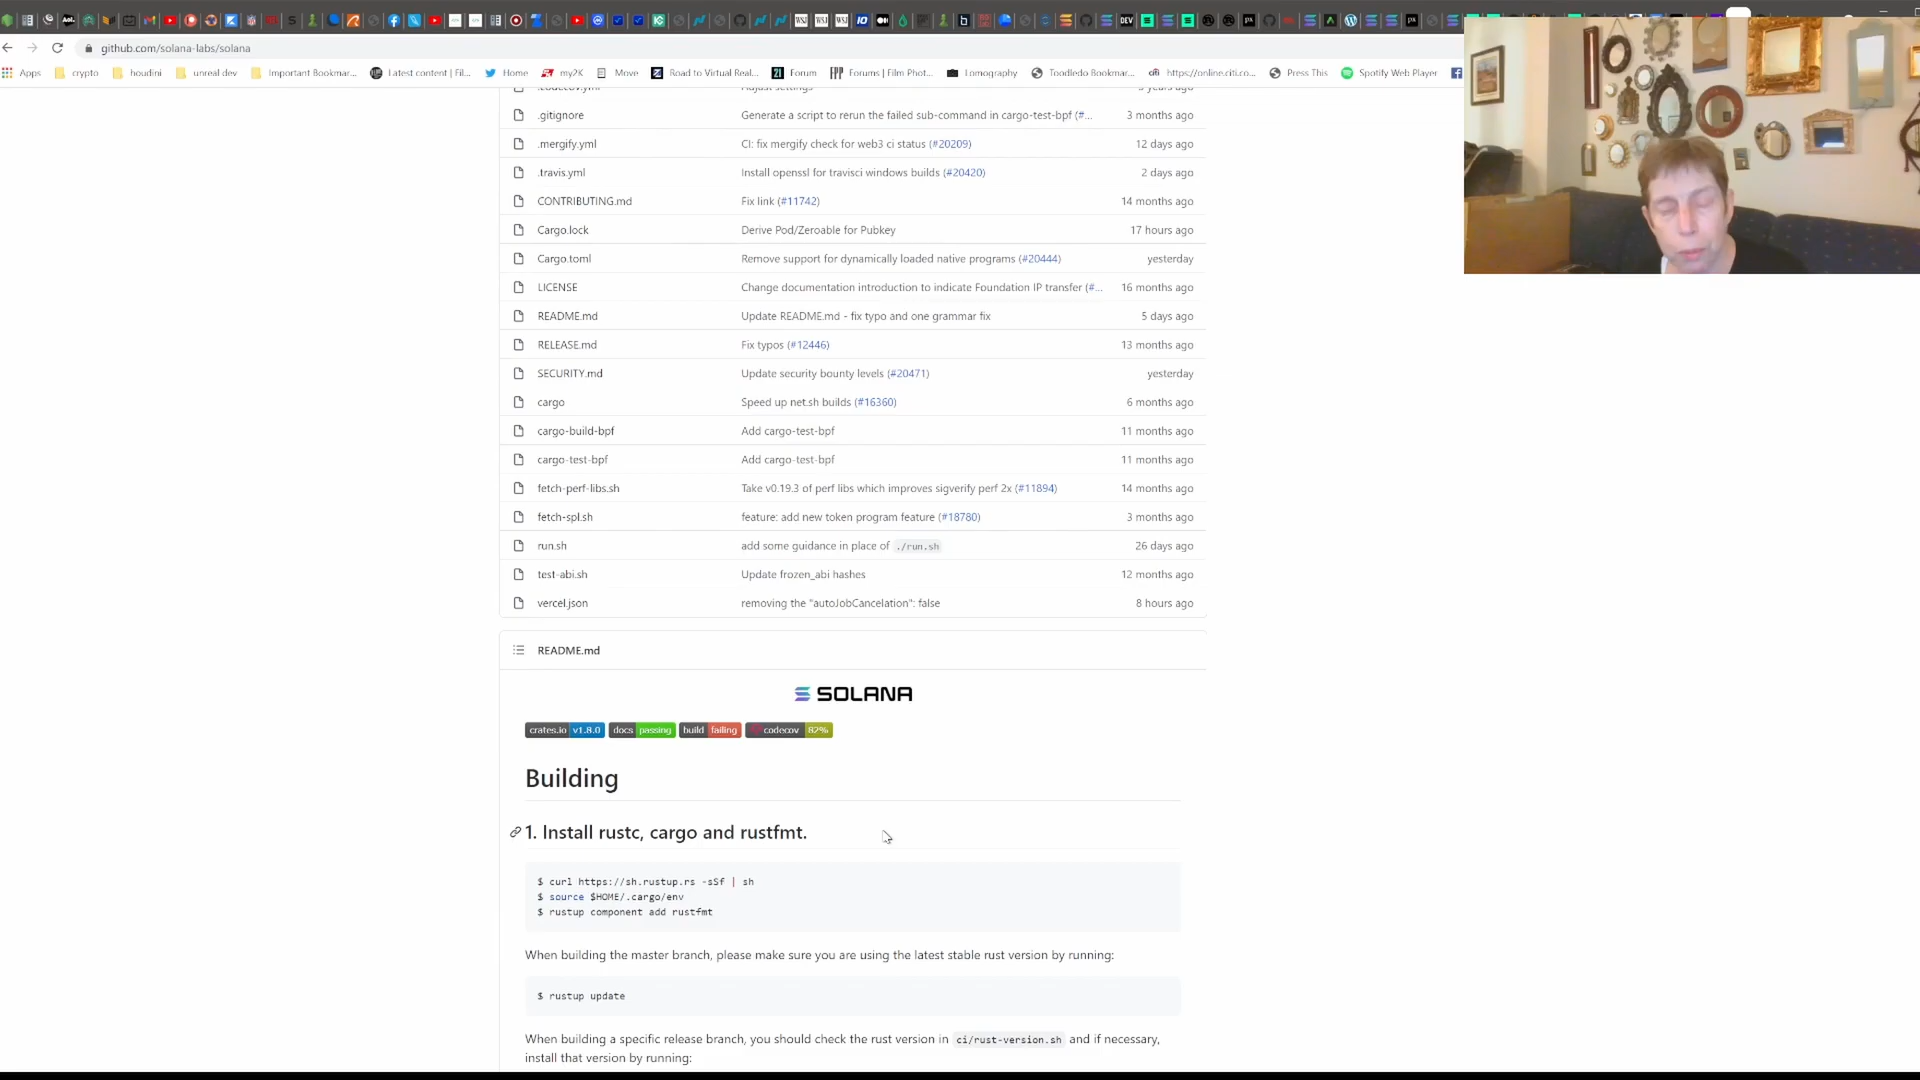 github.com/solana-labs/solana
Apps crypto houdini unreal dev Important Bookmar... Latest content | Fil... Home my2K Move Road to Virtual Real... Forum Forums | Film Phot... Lomography Toodledo Bookmar... https://online.citi.co... Press This Spotify Web Player
.codecov.yml Adjust settings 3 years ago
.gitignore Generate a script to rerun the failed sub-command in cargo-test-bpf (#... 3 months ago
.mergify.yml CI: fix mergify check for web3 ci status (#20209) 12 days ago
.travis.yml Install openssl for travisci windows builds (#20420) 2 days ago
CONTRIBUTING.md Fix link (#11742) 14 months ago
Cargo.lock Derive Pod/Zeroable for Pubkey 17 hours ago
Cargo.toml Remove support for dynamically loaded native programs (#20444) yesterday
LICENSE Change documentation introduction to indicate Foundation IP transfer (#... 16 months ago
README.md Update README.md - fix typo and one grammar fix 5 days ago
RELEASE.md Fix typos (#12446) 13 months ago
SECURITY.md Update security bounty levels (#20471) yesterday
cargo Speed up net.sh builds (#16360) 6 months ago
cargo-build-bpf Add cargo-test-bpf 11 months ago
cargo-test-bpf Add cargo-test-bpf 11 months ago
fetch-perf-libs.sh Take v0.19.3 of perf libs which improves sigverify perf 2x (#11894) 14 months ago
fetch-spl.sh feature: add new token program feature (#18780) 3 months ago
run.sh add some guidance in place of ./run.sh 26 days ago
test-abi.sh Update frozen_abi hashes 12 months ago
vercel.json removing the "autoJobCancelation": false 8 hours ago
README.md
SOLANA
crates.io v1.8.0 docs passing build failing codecov 82%
Building
1. Install rustc, cargo and rustfmt.
$ curl https://sh.rustup.rs -sSf | sh
$ source $HOME/.cargo/env
$ rustup component add rustfmt
When building the master branch, please make sure you are using the latest stable rust version by running:
$ rustup update
When building a specific release branch, you should check the rust version in ci/rust-version.sh and if necessary,
install that version by running: